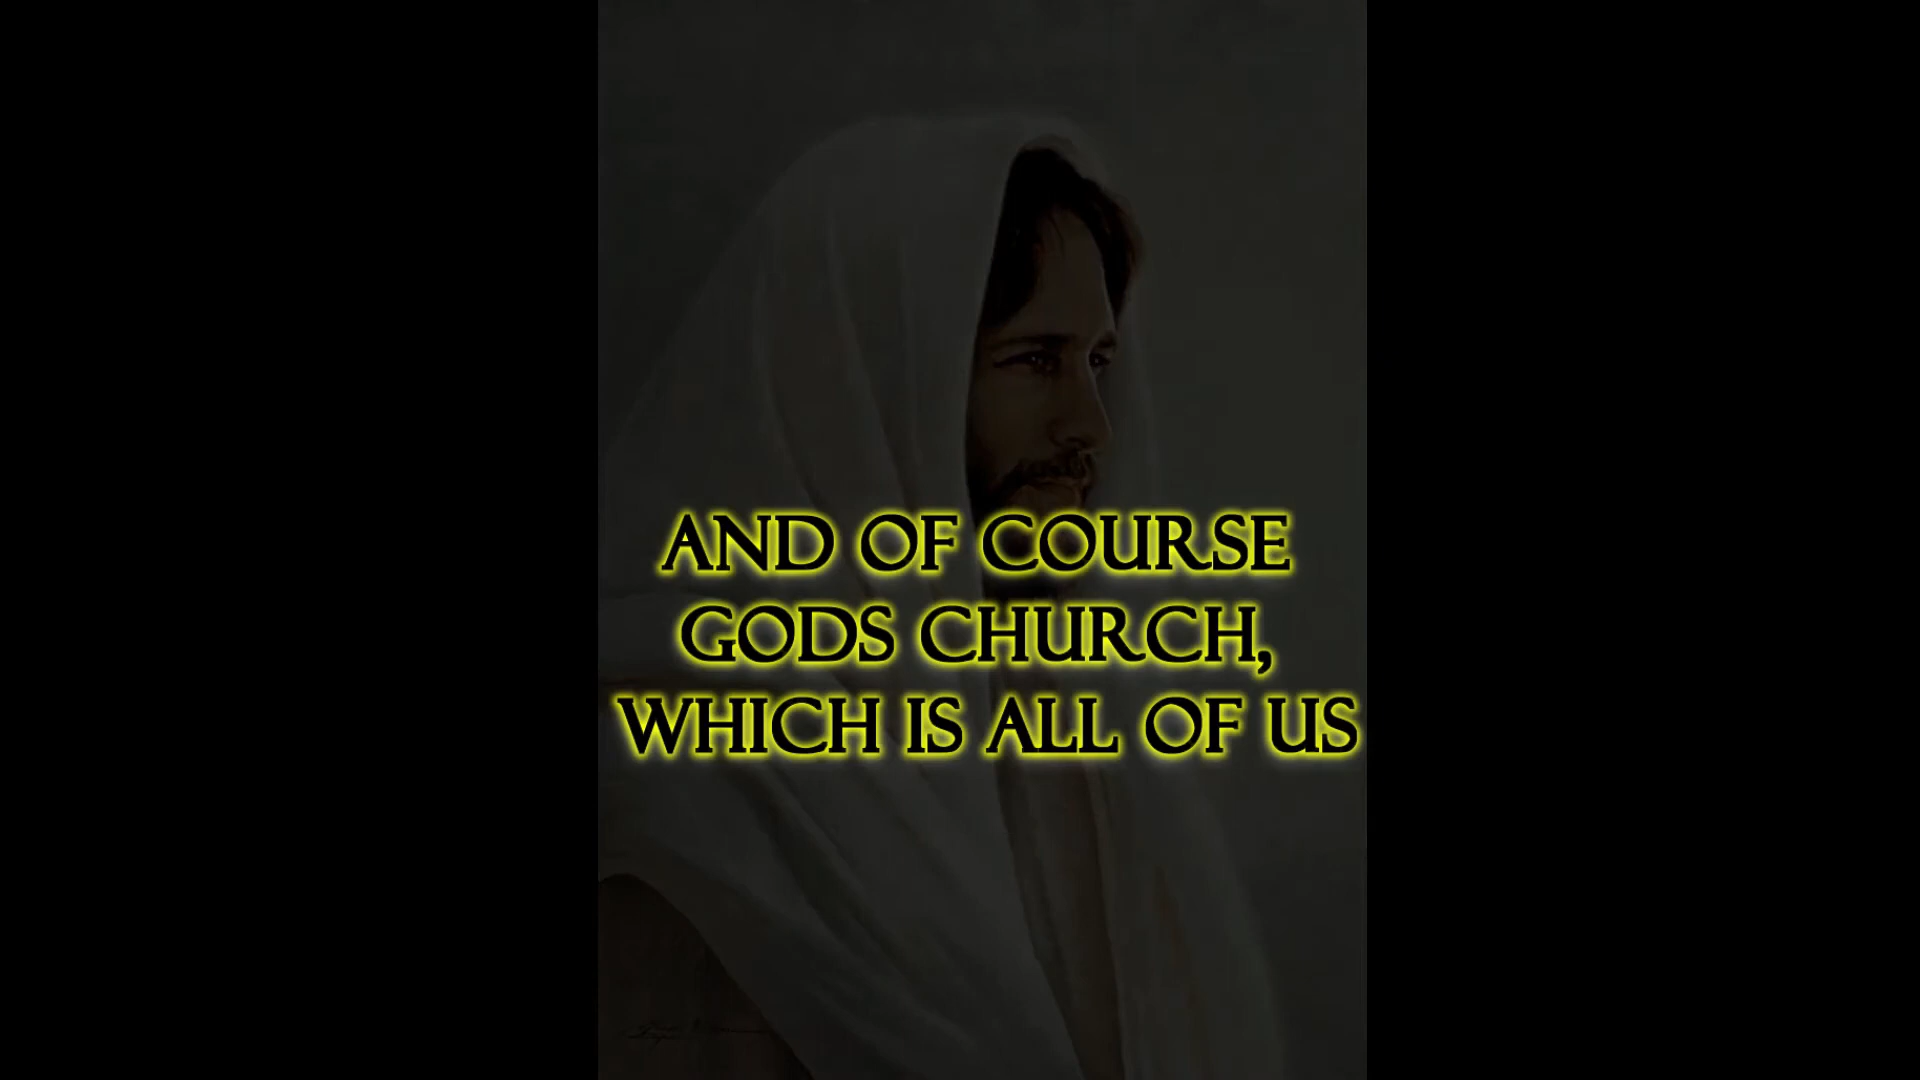 AND OF COURSE
GODS CHURCH,
WHICH IS ALL OF US